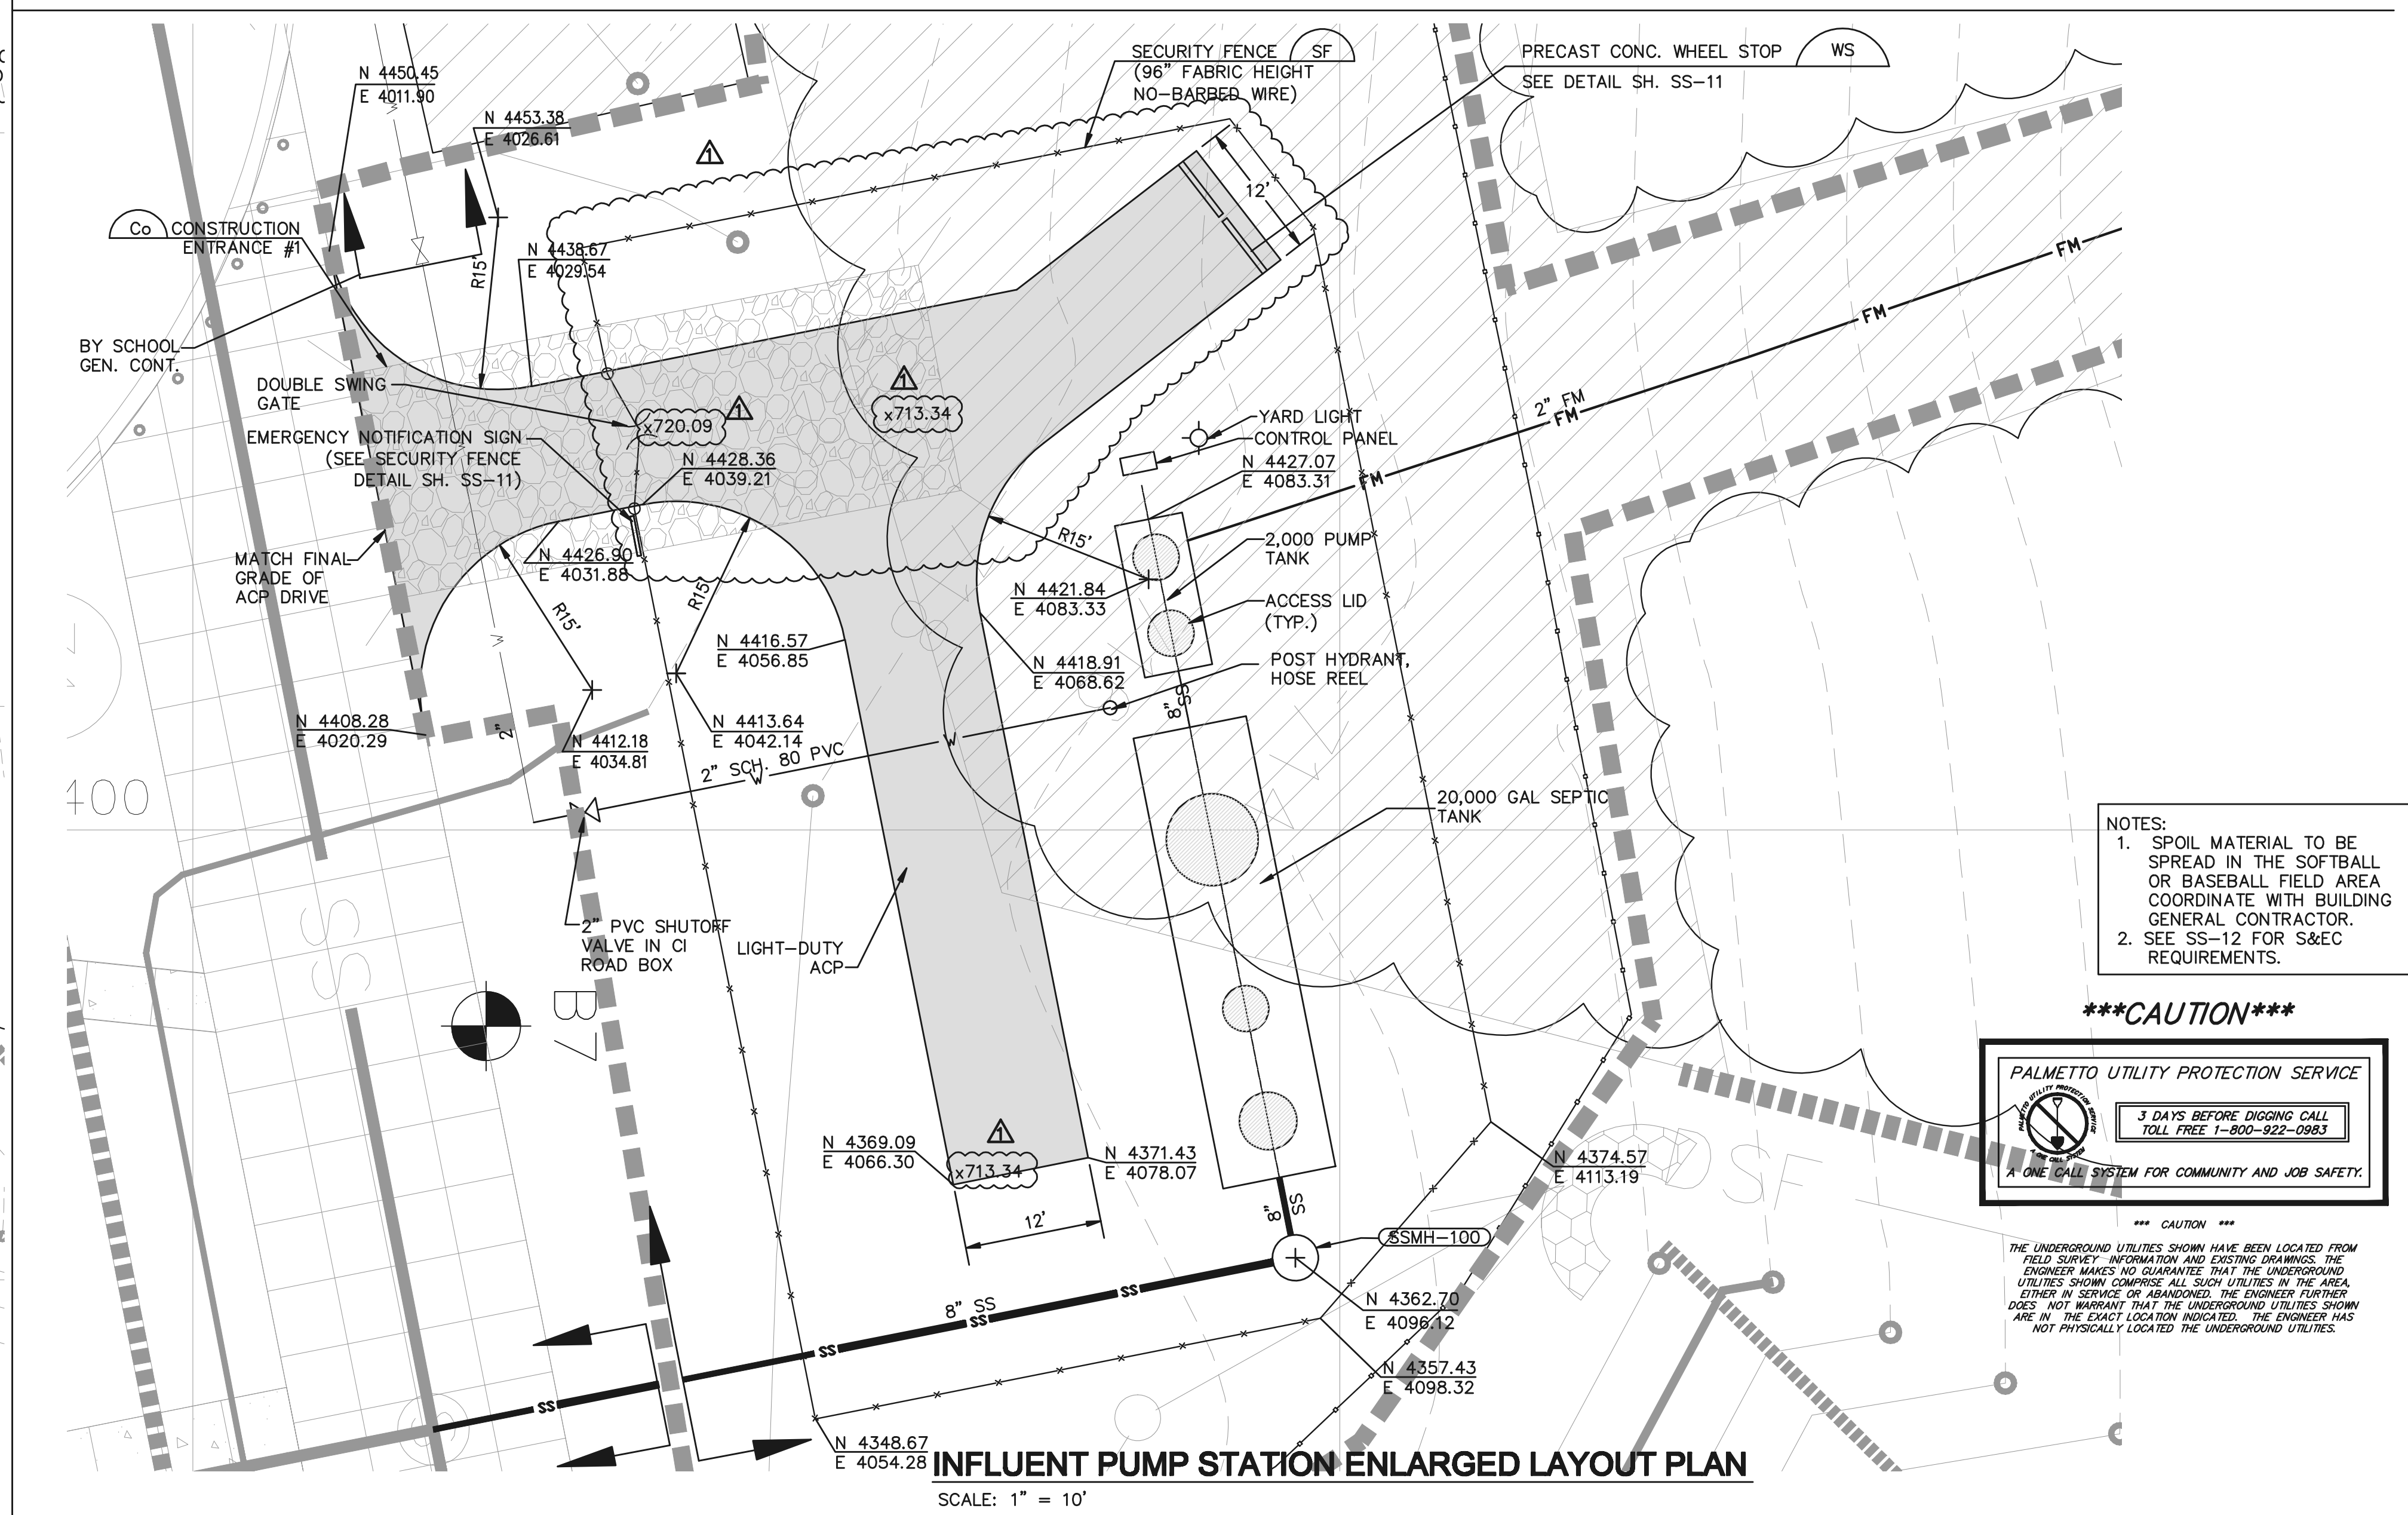 SECURITY FENCE
SF
(96" FABRIC HEIGHT
NO-BARBED WIRE)
PRECAST CONC. WHEEL STOP
WS
SEE DETAIL SH. SS-11
N 4450.45
E 4011.90
N 4453.38
E 4026.61
1
12'
Co
CONSTRUCTION
ENTRANCE #1
R15'
N 4438.67
E 4029.54
FM
FM
BY SCHOOL
GEN. CONT.
DOUBLE SWING
GATE
1
x713.34
1
x720.09
2" FM
FM
YARD LIGHT
CONTROL PANEL
EMERGENCY NOTIFICATION SIGN
(SEE SECURITY FENCE
DETAIL SH. SS-11)
N 4428.36
E 4039.21
N 4427.07
E 4083.31
FM
MATCH FINAL
GRADE OF
ACP DRIVE
N 4426.90
E 4031.88
R15'
2,000 PUMP
TANK
R15'
R15'
N 4421.84
E 4083.33
ACCESS LID
(TYP.)
N 4416.57
E 4056.85
N 4418.91
E 4068.62
POST HYDRANT,
HOSE REEL
8"
SS
W
W
N 4408.28
E 4020.29
2"
N 4412.18
E 4034.81
N 4413.64
E 4042.14
2" SCH. 80 PVC
W
W
400
20,000 GAL SEPTIC
TANK
NOTES:
1. SPOIL MATERIAL TO BE
SPREAD IN THE SOFTBALL
OR BASEBALL FIELD AREA
COORDINATE WITH BUILDING
GENERAL CONTRACTOR.
2. SEE SS-12 FOR S&EC
REQUIREMENTS.
2" PVC SHUTOFF
VALVE IN CI
ROAD BOX
LIGHT-DUTY
ACP
SS
***CAUTION***
PALMETTO UTILITY PROTECTION SERVICE
PALMETTO UTILITY PROTECTION SERVICE
A ONE CALL SYSTEM
3 DAYS BEFORE DIGGING CALL
TOLL FREE 1-800-922-0983
A ONE CALL SYSTEM FOR COMMUNITY AND JOB SAFETY.
N 4369.09
E 4066.30
1
x713.34
N 4371.43
E 4078.07
N 4374.57
E 4113.19
12'
8"
SS
SSMH-100
*** CAUTION ***
THE UNDERGROUND UTILITIES SHOWN HAVE BEEN LOCATED FROM
FIELD SURVEY INFORMATION AND EXISTING DRAWINGS. THE
ENGINEER MAKES NO GUARANTEE THAT THE UNDERGROUND
UTILITIES SHOWN COMPRISE ALL SUCH UTILITIES IN THE AREA,
EITHER IN SERVICE OR ABANDONED. THE ENGINEER FURTHER
DOES NOT WARRANT THAT THE UNDERGROUND UTILITIES SHOWN
ARE IN THE EXACT LOCATION INDICATED. THE ENGINEER HAS
NOT PHYSICALLY LOCATED THE UNDERGROUND UTILITIES.
8" SS
SS
SS
SS
SS
N 4362.70
E 4096.12
N 4357.43
E 4098.32
N 4348.67
E 4054.28
INFLUENT PUMP STATION ENLARGED LAYOUT PLAN
SCALE: 1" = 10'